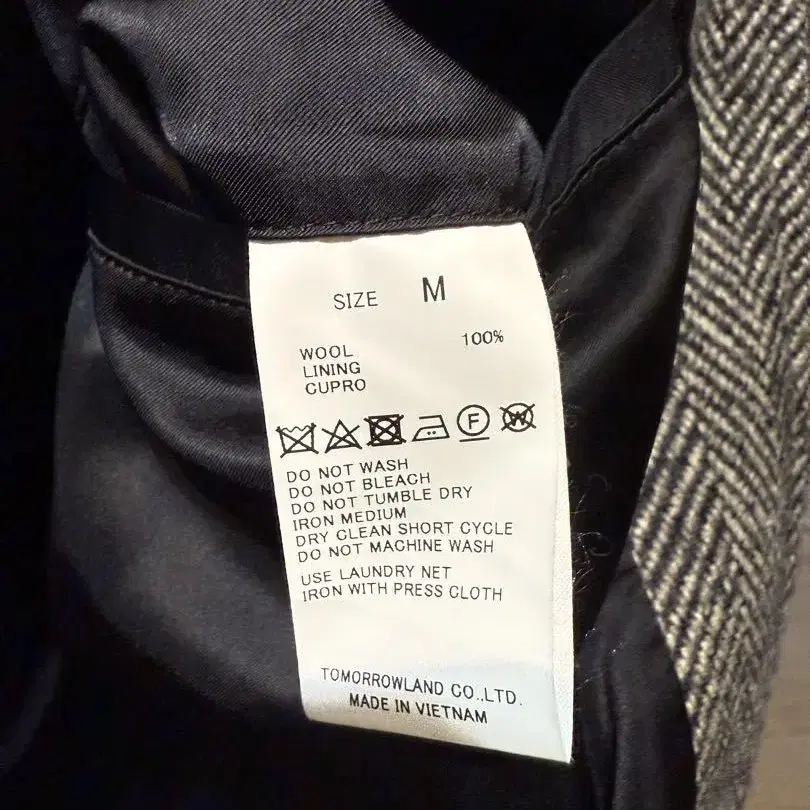 SIZE M
WOOL 100%
LINING
CUPRO
F W
DO NOT WASH
DO NOT BLEACH
DO NOT TUMBLE DRY
IRON MEDIUM
DRY CLEAN SHORT CYCLE
DO NOT MACHINE WASH
USE LAUNDRY NET
IRON WITH PRESS CLOTH
TOMORROWLAND CO.,LTD.
MADE IN VIETNAM